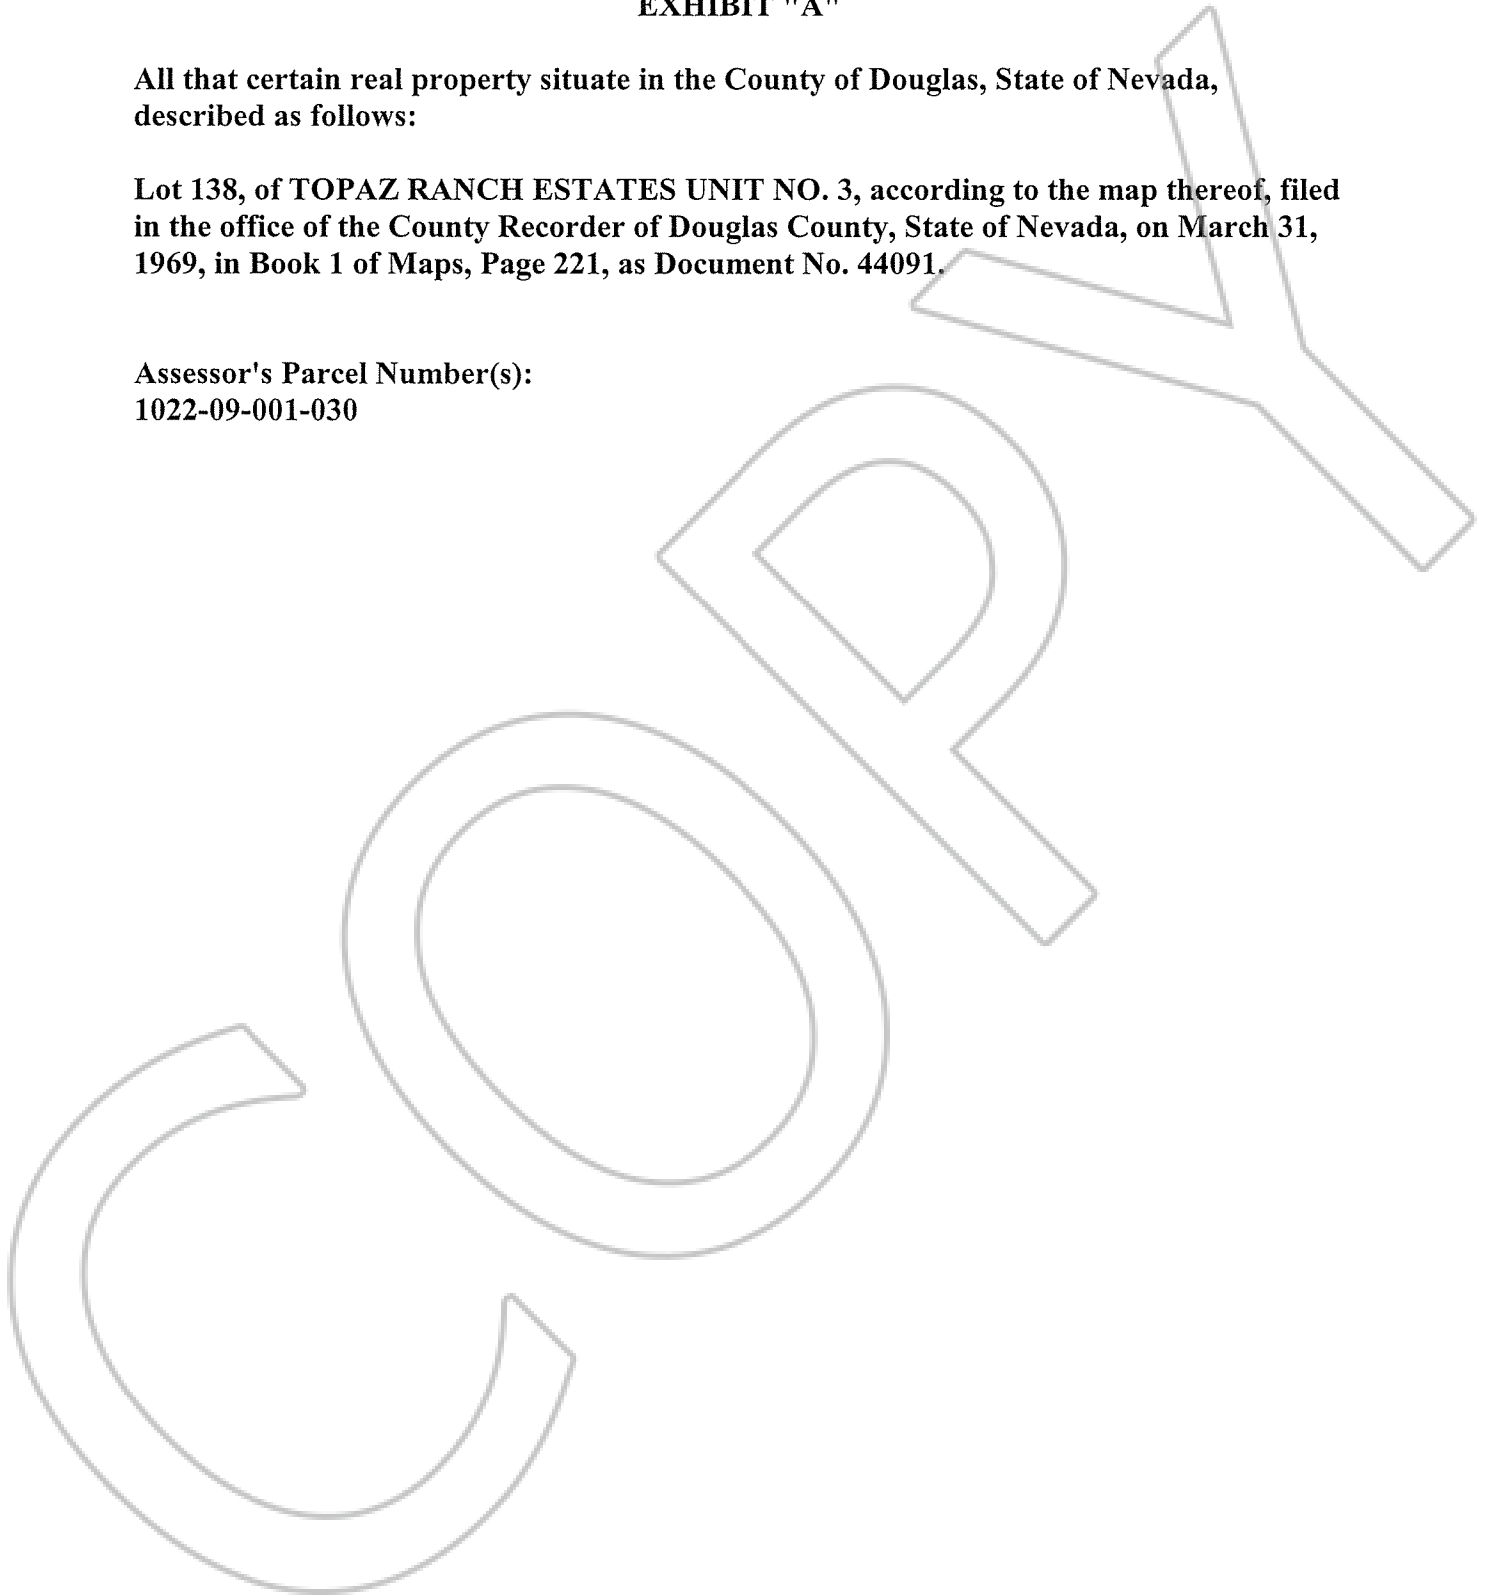 EXHIBIT "A"
All that certain real property situate in the County of Douglas, State of Nevada,
described as follows:
Lot 138, of TOPAZ RANCH ESTATES UNIT NO. 3, according to the map thereof, filed
in the office of the County Recorder of Douglas County, State of Nevada, on March 31,
1969, in Book 1 of Maps, Page 221, as Document No. 44091.
Assessor's Parcel Number(s):
1022-09-001-030
COPY